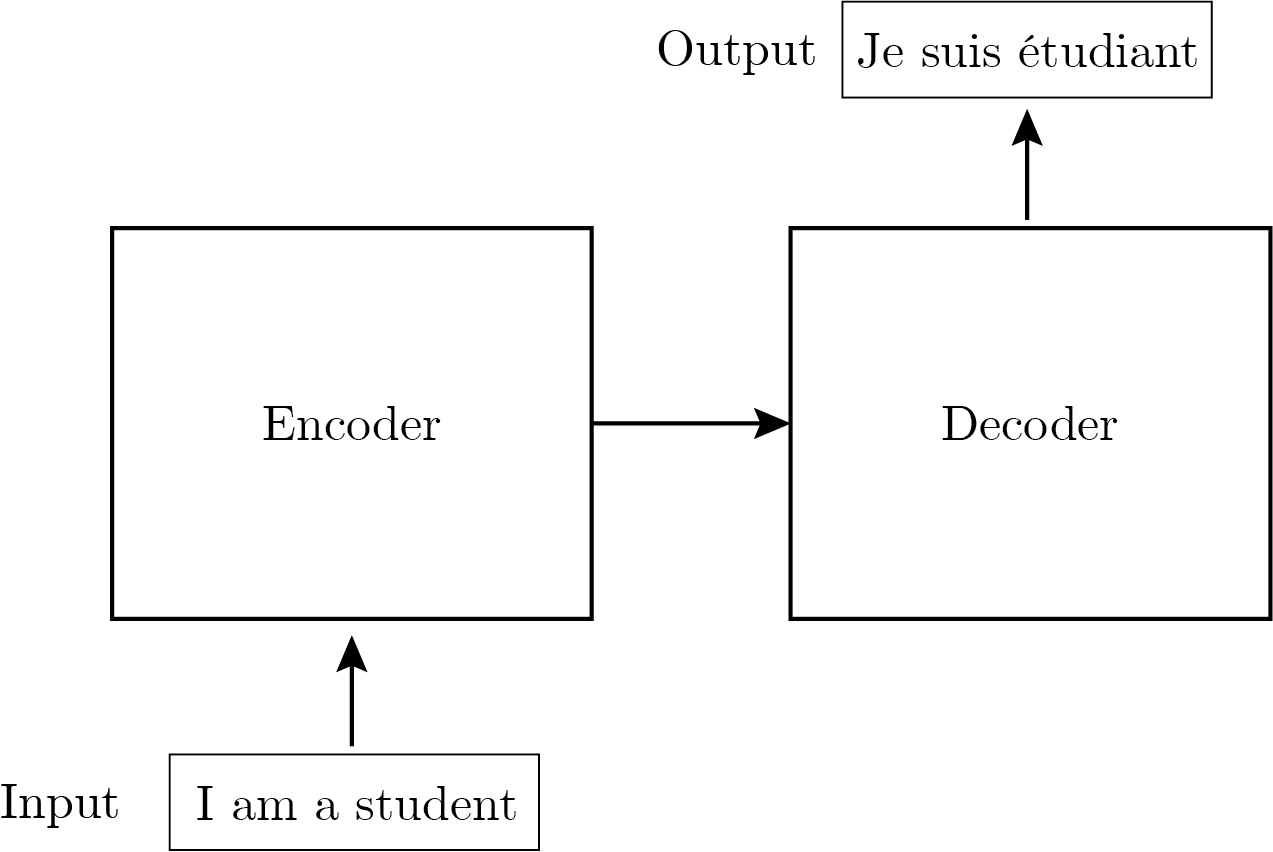 Output
Je suis étudiant
Encoder
Decoder
Input
I am a student